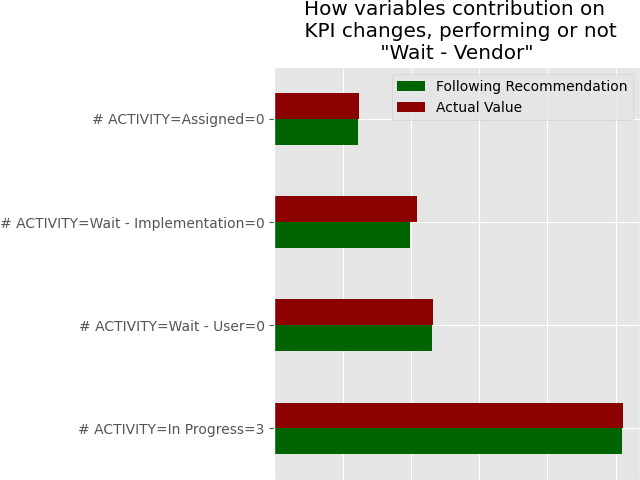 How variables contribution on
KPI changes, performing or not
"Wait - Vendor"
Following Recommendation
Actual Value
# ACTIVITY=Assigned=0
# ACTIVITY=Wait - Implementation=0
# ACTIVITY=Wait - User=0
# ACTIVITY=In Progress=3